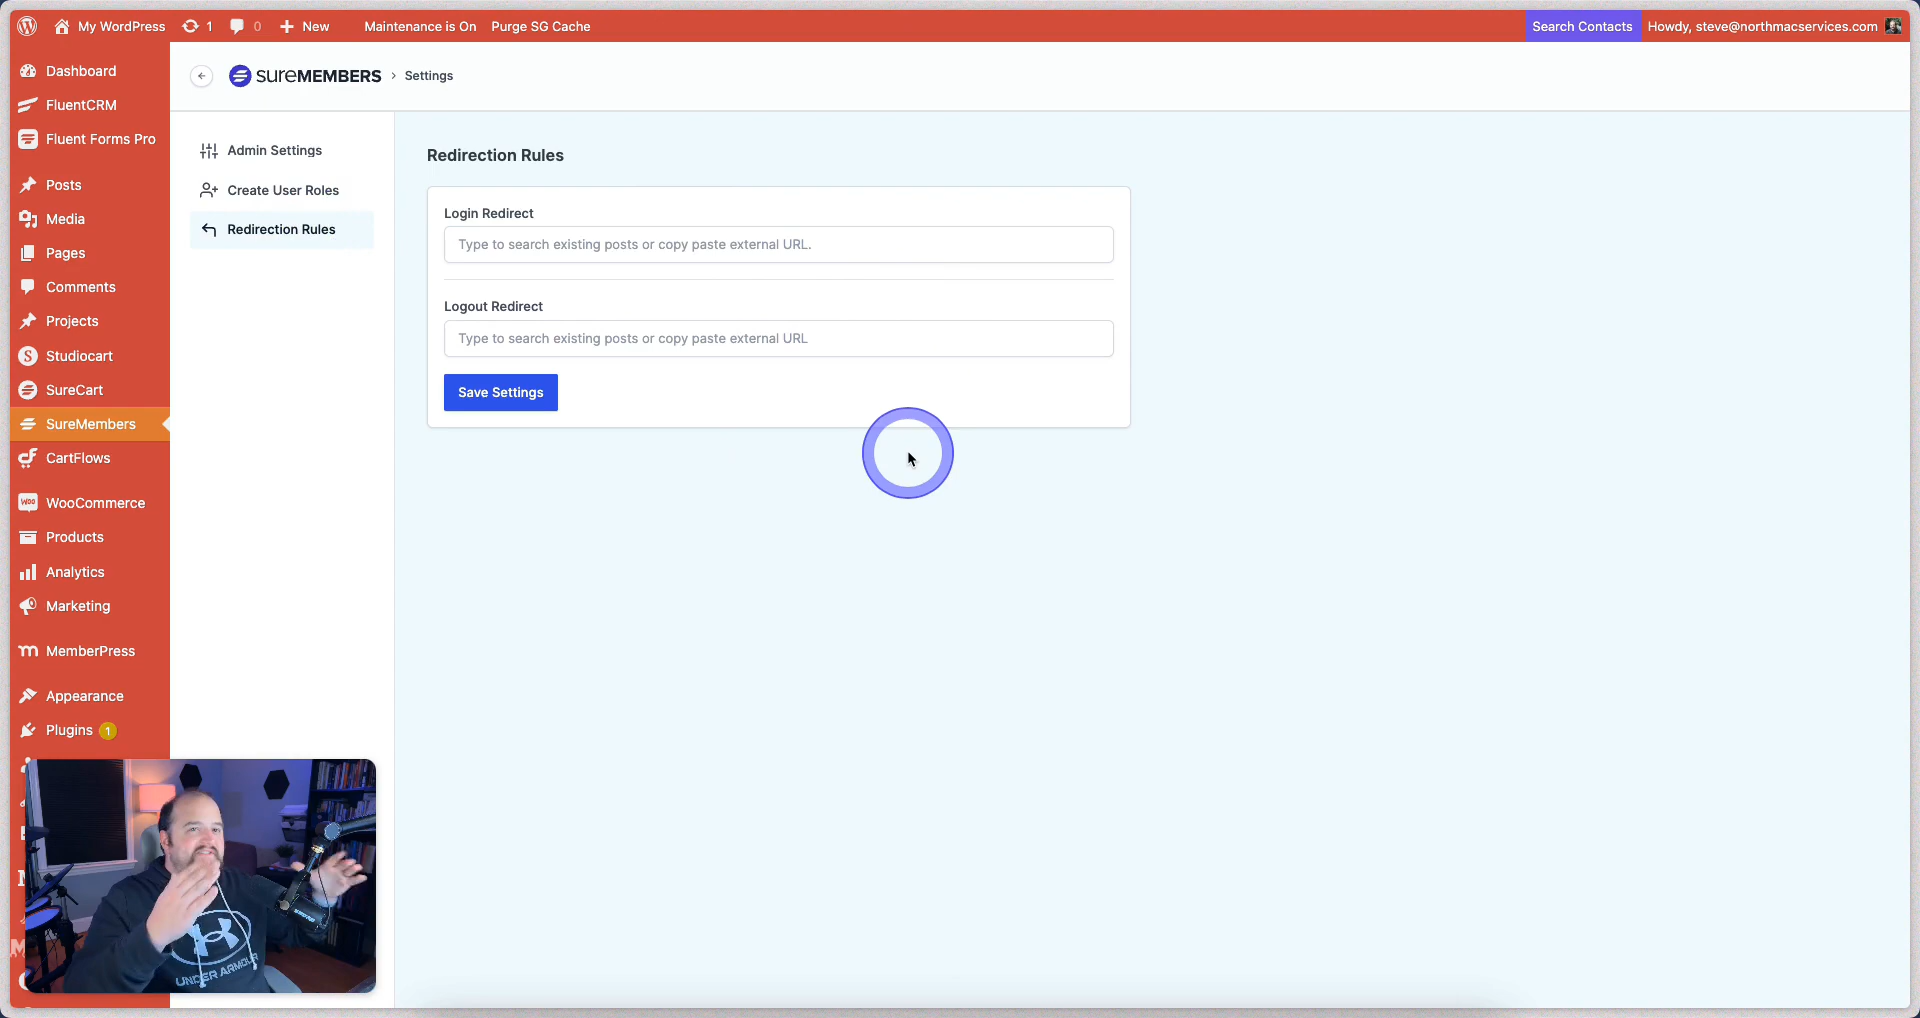 My WordPress 1 0 New Maintenance is On Purge SG Cache Search Contacts Howdy, steve@northmacservices.com
Dashboard
FluentCRM
Fluent Forms Pro
Posts
Media
Pages
Comments
Projects
Studiocart
SureCart
SureMembers
CartFlows
WooCommerce
Products
Analytics
Marketing
MemberPress
Appearance
Plugins 1
SUREMEMBERS > Settings
Admin Settings
Create User Roles
Redirection Rules
Redirection Rules
Login Redirect
Type to search existing posts or copy paste external URL.
Logout Redirect
Type to search existing posts or copy paste external URL
Save Settings
UNDER ARMOUR